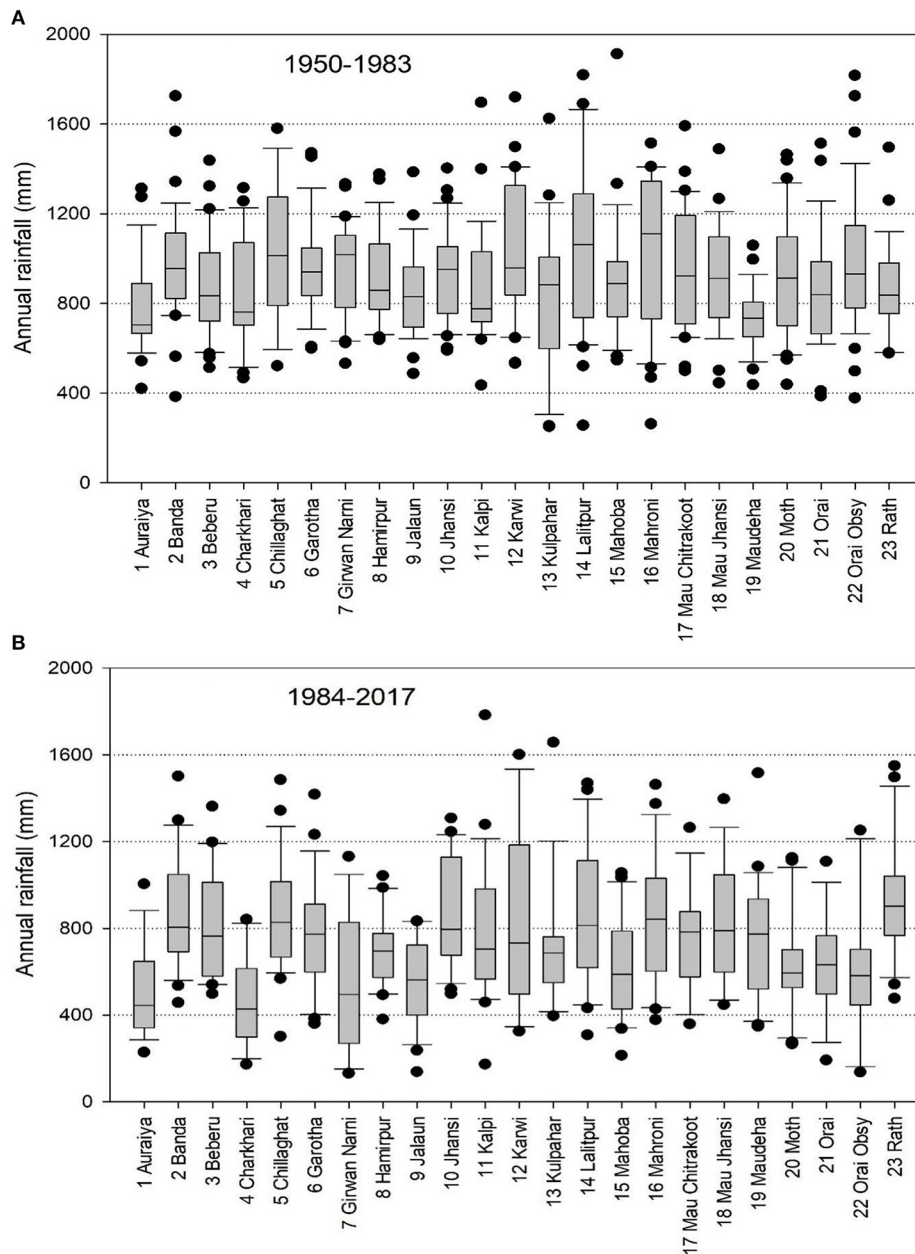 A
1950-1983
Annual rainfall (mm)
2000
1600
1200
800
400
0
1 Auraiya
2 Banda
3 Beberu
4 Charkhari
5 Chillaghat
6 Garotha
7 Girwan Narni
8 Hamirpur
9 Jalaun
10 Jhansi
11 Kalpi
12 Karwi
13 Kulpahar
14 Lalitpur
15 Mahoba
16 Mahroni
17 Mau Chitrakoot
18 Mau Jhansi
19 Maudeha
20 Moth
21 Orai
22 Orai Obsy
23 Rath
B
1984-2017
Annual rainfall (mm)
2000
1600
1200
800
400
0
1 Auraiya
2 Banda
3 Beberu
4 Charkhari
5 Chillaghat
6 Garotha
7 Girwan Narni
8 Hamirpur
9 Jalaun
10 Jhansi
11 Kalpi
12 Karwi
13 Kulpahar
14 Lalitpur
15 Mahoba
16 Mahroni
17 Mau Chitrakoot
18 Mau Jhansi
19 Maudeha
20 Moth
21 Orai
22 Orai Obsy
23 Rath